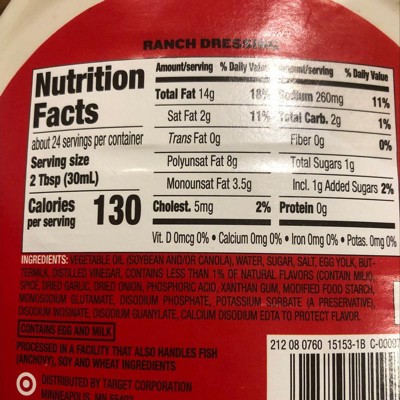 RANCH DRESSING
Nutrition Facts
about 24 servings per container
Serving size
2 Tbsp (30mL)
Calories per serving 130
Amount/serving % Daily Value
Total Fat 14g 18%
Sat Fat 2g 11%
Trans Fat 0g
Polyunsat Fat 8g
Monounsat Fat 3.5g
Cholest. 5mg 2%
Amount/serving % Daily Value
Sodium 260mg 11%
Total Carb. 2g 1%
Fiber 0g 0%
Total Sugars 1g
Incl. 1g Added Sugars 2%
Protein 0g
Vit. D 0mcg 0% • Calcium 0mg 0% • Iron 0mg 0% • Potas. 0mg 0%
INGREDIENTS: VEGETABLE OIL (SOYBEAN AND/OR CANOLA), WATER, SUGAR, SALT, EGG YOLK, BUT-
TERMILK, DISTILLED VINEGAR. CONTAINS LESS THAN 1% OF NATURAL FLAVORS (CONTAIN MILK),
SPICE, DRIED GARLIC, DRIED ONION, PHOSPHORIC ACID, XANTHAN GUM, MODIFIED FOOD STARCH,
MONOSODIUM GLUTAMATE, DISODIUM PHOSPHATE, POTASSIUM SORBATE (A PRESERVATIVE),
DISODIUM INOSINATE, DISODIUM GUANYLATE, CALCIUM DISODIUM EDTA TO PROTECT FLAVOR.
CONTAINS EGG AND MILK
PROCESSED IN A FACILITY THAT ALSO HANDLES FISH
(ANCHOVY), SOY AND WHEAT INGREDIENTS
DISTRIBUTED BY TARGET CORPORATION
MINNEAPOLIS, MN
212 08 0760 15153-1B